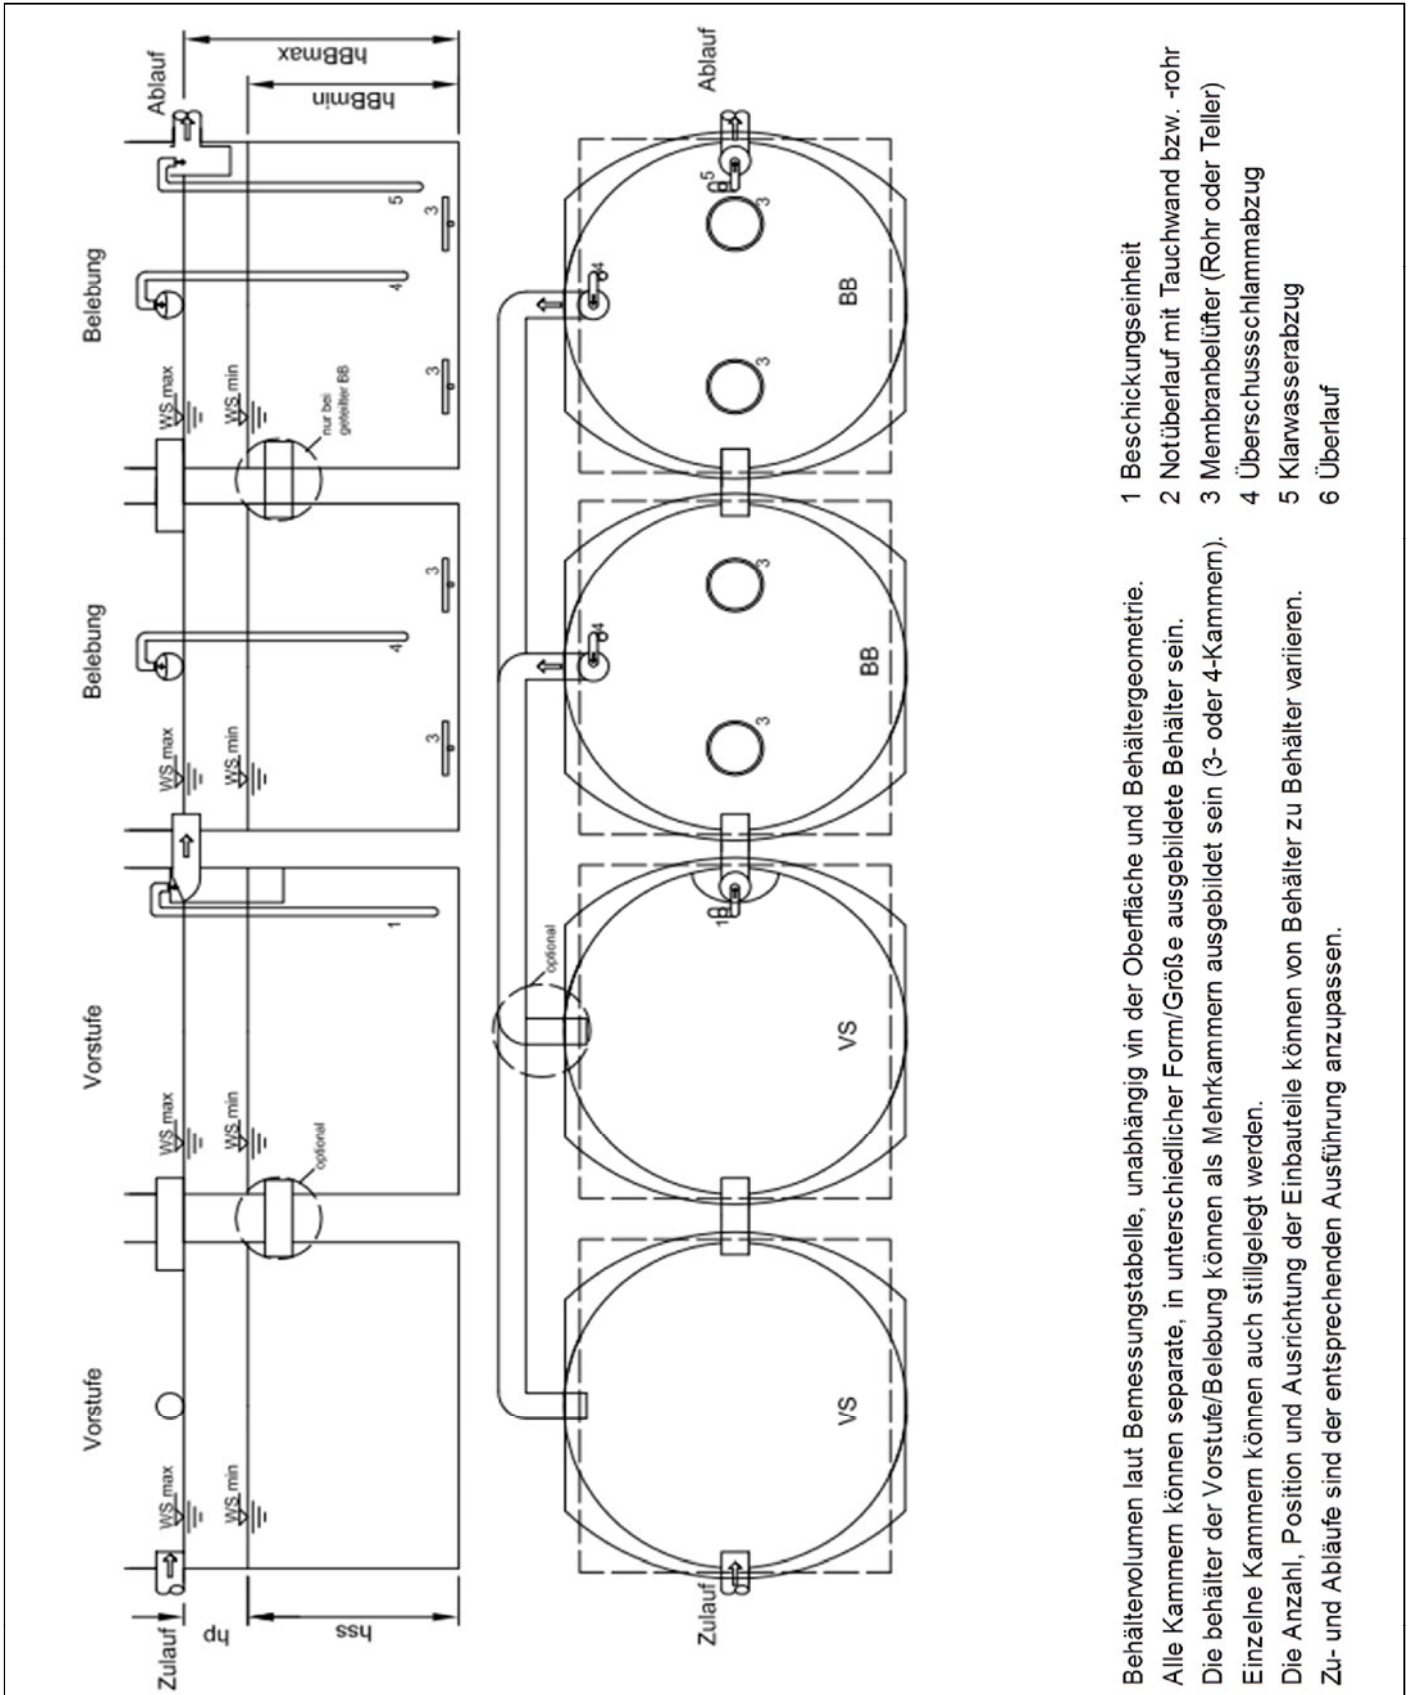 Vorstufe
Vorstufe
Belebung
Belebung
Zulauf
WS max
WS max
WS max
WS max
Ablauf
hp
WS min
WS min
WS min
WS min
hBBmax
hBBmin
optional
nur bei
geteilter BB
hss
1
4
4
5
3
3
3
3
optional
4
4
Zulauf
1
3
3
3
3
5
Ablauf
VS
VS
BB
BB
Behältervolumen laut Bemessungstabelle, unabhängig vin der Oberfläche und Behältergeometrie.
Alle Kammern können separate, in unterschiedlicher Form/Größe ausgebildete Behälter sein.
Die behälter der Vorstufe/Belebung können als Mehrkammern ausgebildet sein (3- oder 4-Kammern).
Einzelne Kammern können auch stillgelegt werden.
Die Anzahl, Position und Ausrichtung der Einbauteile können von Behälter zu Behälter variieren.
Zu- und Abläufe sind der entsprechenden Ausführung anzupassen.
1 Beschickungseinheit
2 Notüberlauf mit Tauchwand bzw. -rohr
3 Membranbelüfter (Rohr oder Teller)
4 Überschussschlammabzug
5 Klarwasserabzug
6 Überlauf